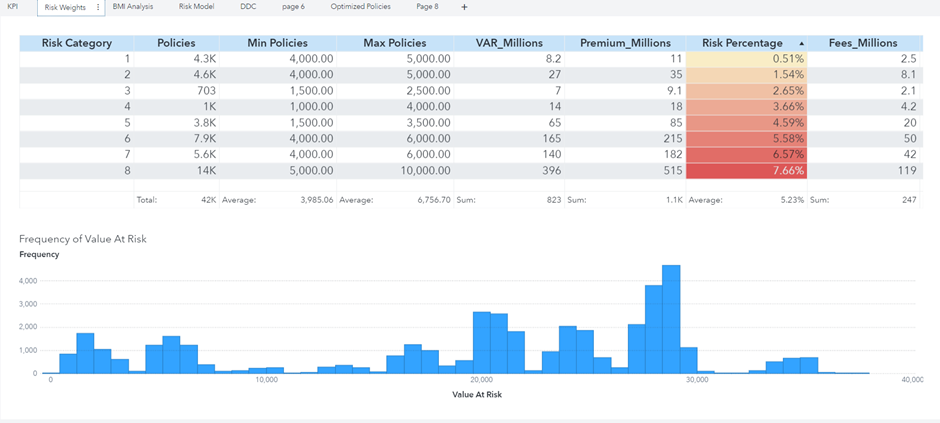 KPI Risk Weights BMI Analysis Risk Model DDC page 6 Optimized Policies Page 8 +
Risk Category Policies Min Policies Max Policies VAR_Millions Premium_Millions Risk Percentage Fees_Millions
1 4.3K 4,000.00 5,000.00 8.2 11 0.51% 2.5
2 4.6K 4,000.00 5,000.00 27 35 1.54% 8.1
3 703 1,500.00 2,500.00 7 9.1 2.65% 2.1
4 1K 1,000.00 4,000.00 14 18 3.66% 4.2
5 3.8K 1,500.00 3,500.00 65 85 4.59% 20
6 7.9K 4,000.00 6,000.00 165 215 5.58% 50
7 5.6K 4,000.00 6,000.00 140 182 6.57% 42
8 14K 5,000.00 10,000.00 396 515 7.66% 119
Total: 42K Average: 3,985.06 Average: 6,756.70 Sum: 823 Sum: 1.1K Average: 5.23% Sum: 247
Frequency of Value At Risk
Frequency
4,000
3,000
2,000
1,000
0
0 10,000 20,000 30,000 40,000
Value At Risk